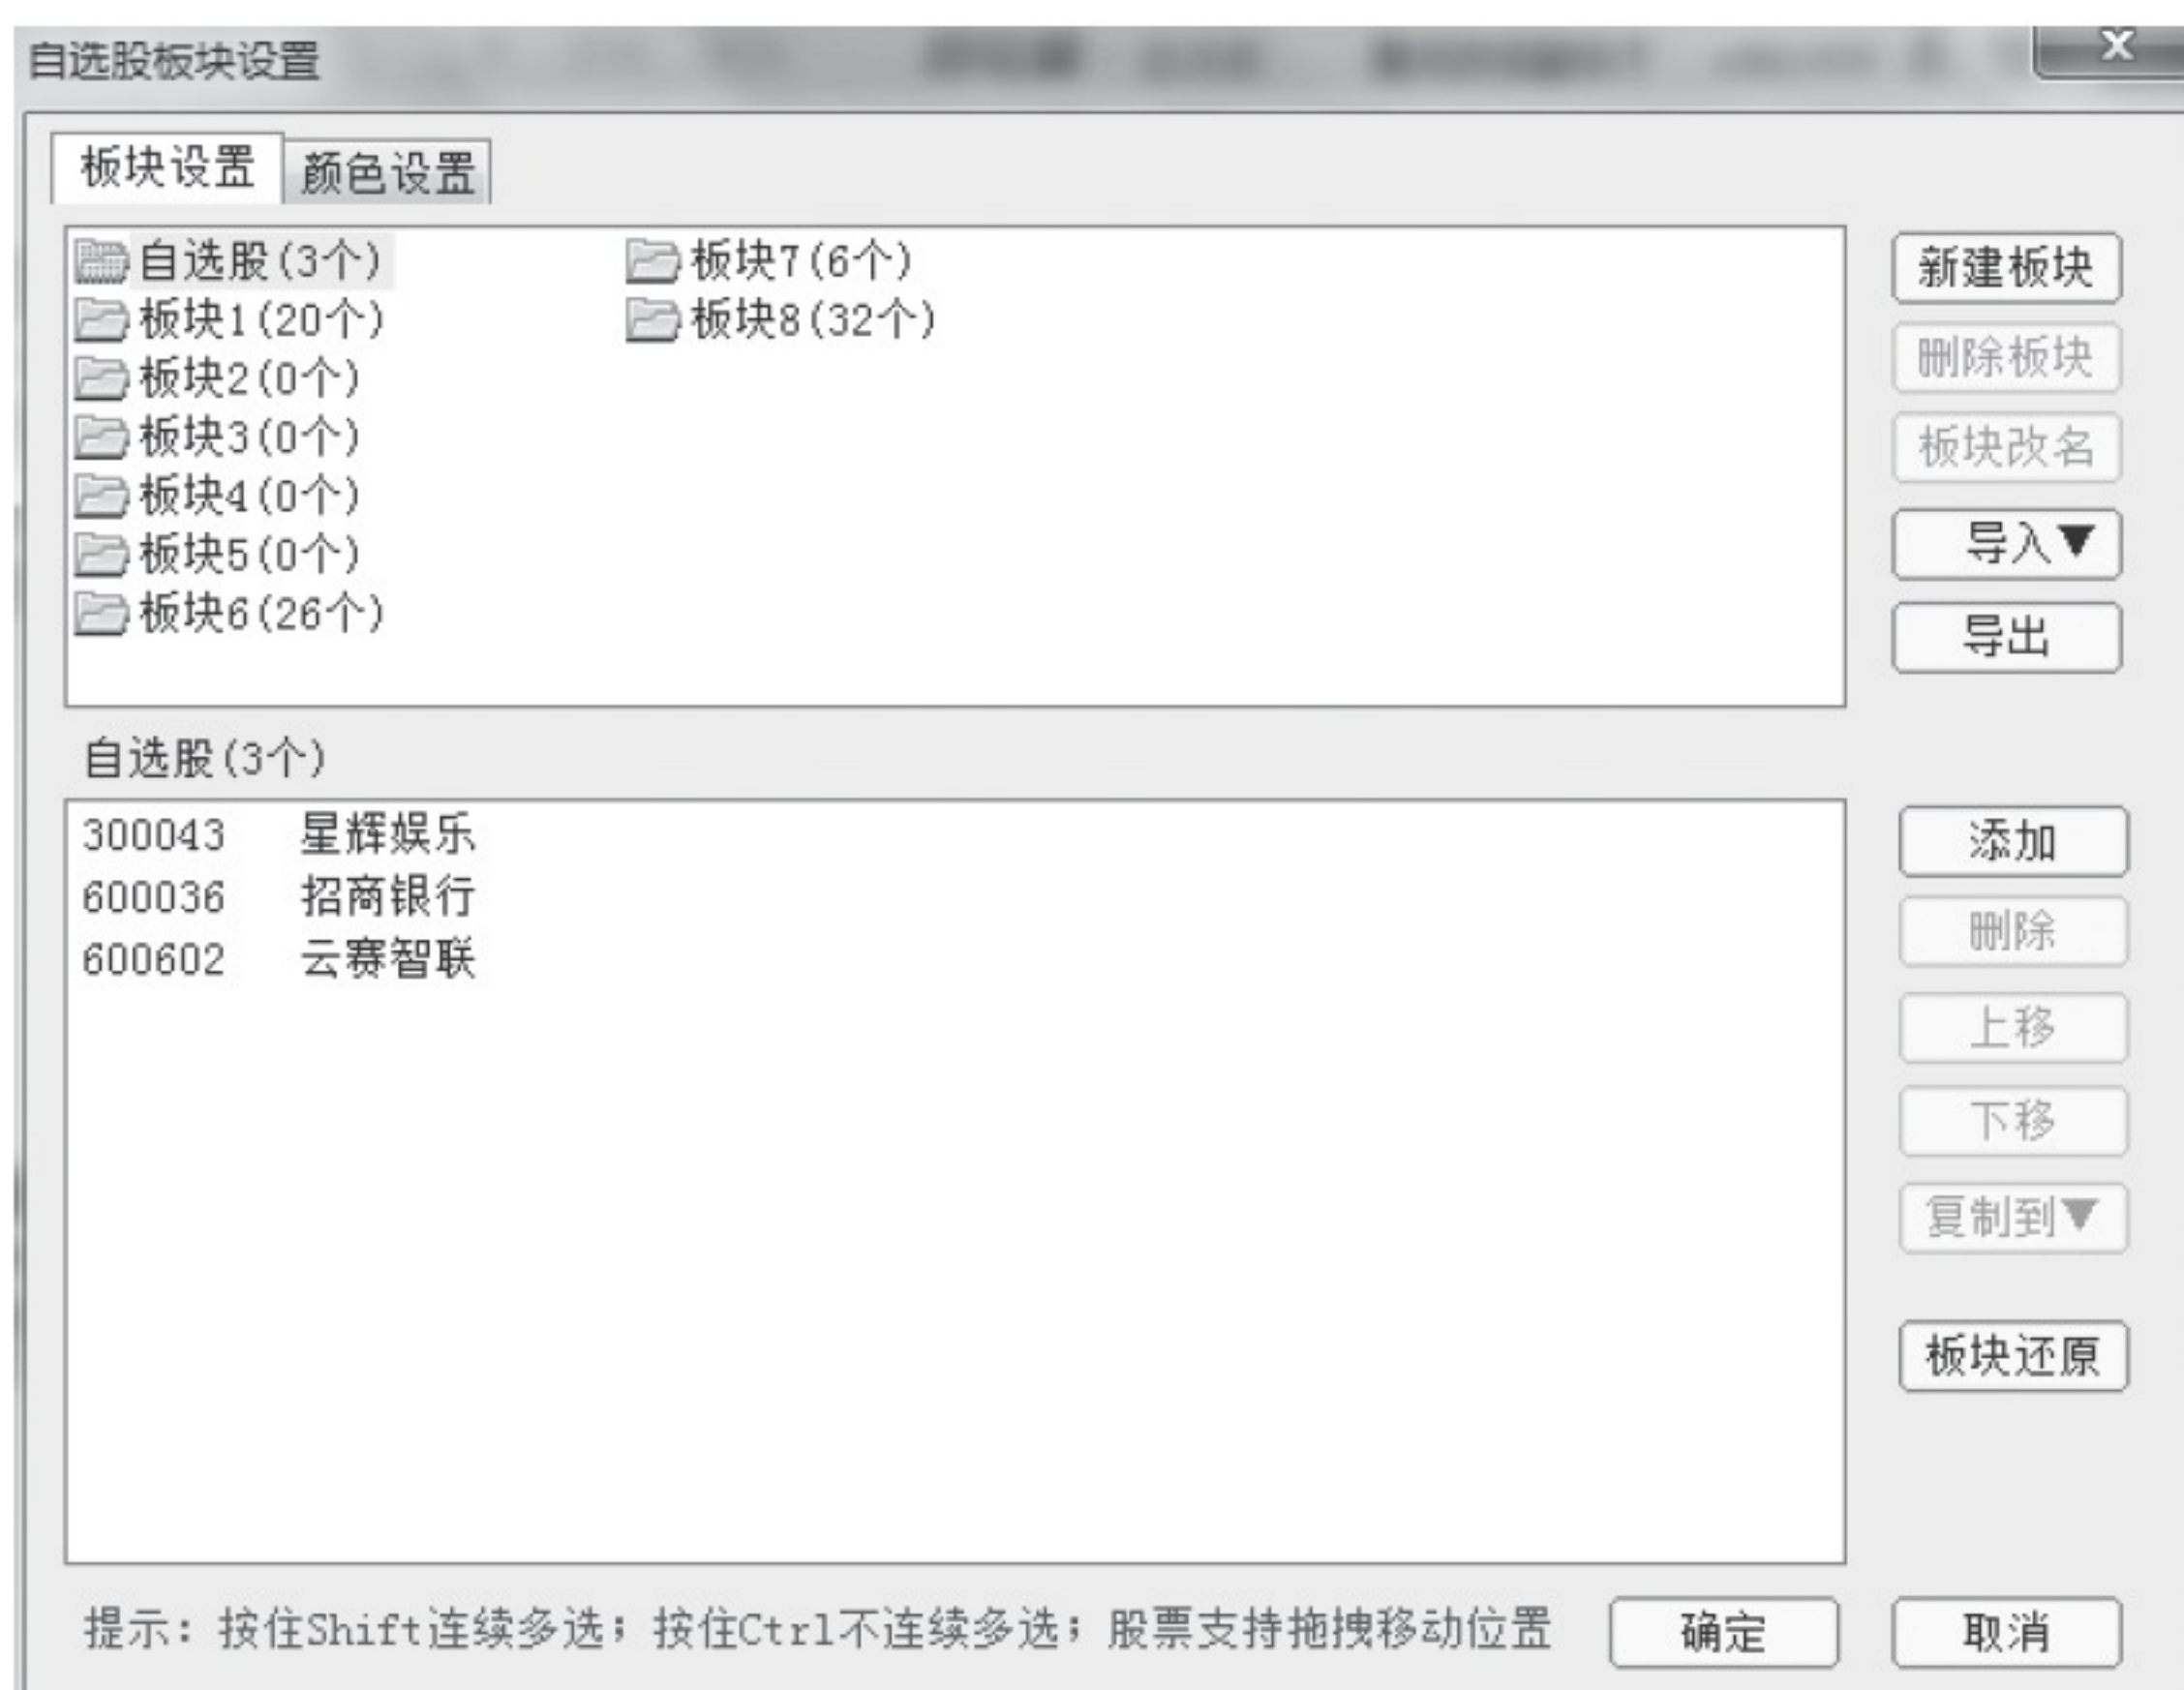 自选股板块设置
板块设置 颜色设置
自选股(3个) 板块7(6个) 新建板块
板块1(20个) 板块8(32个)
板块2(0个) 删除板块
板块3(0个) 板块改名
板块4(0个)
板块5(0个) 导入▼
板块6(26个) 导出
自选股(3个)
300043 星辉娱乐 添加
600036 招商银行 删除
600602 云赛智联
上移
下移
复制到▼
板块还原
提示：按住Shift连续多选；按住Ctrl不连续多选；股票支持拖拽移动位置 确定 取消